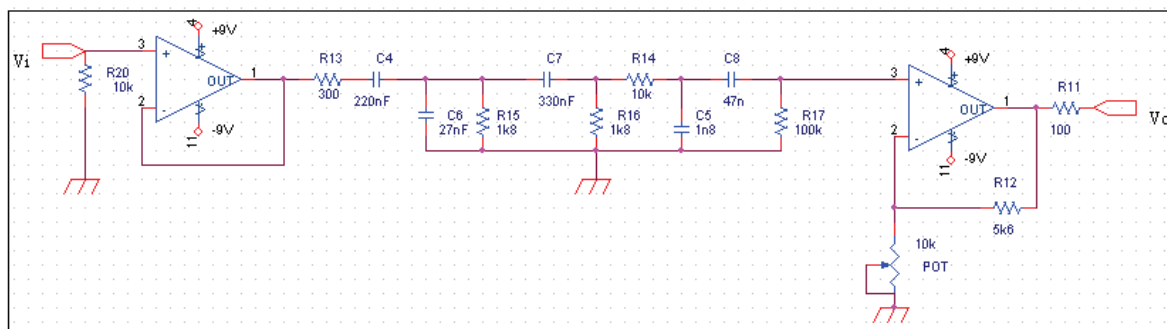 Vi
R20
10k
3
2
+
4
+9V
OUT
1
-9V
11
R13
300
C4
220nF
C6
27nF
R15
1k8
C7
330nF
R16
1k8
R14
10k
C5
1n8
C8
47n
R17
100k
3
2
+
-
4
+9V
OUT
1
-9V
11
R11
100
Vo
R12
5k6
10k
POT